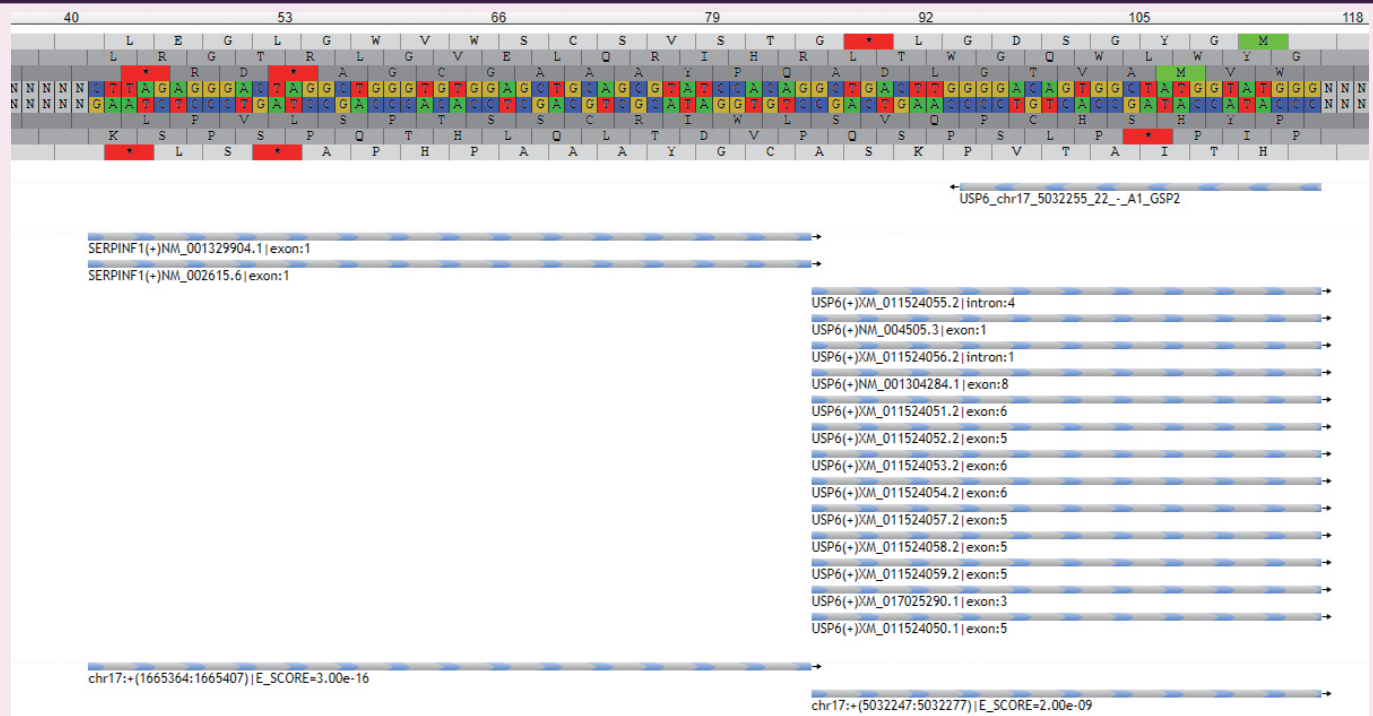 40 53 66 79 92 105 118
L E G L G W V W S C S V S T G * L G D S G Y G M
L R G T R L G V E L Q R I H R L T W G Q W L W Y G
* R D * A G C G A A A Y P Q A D L G T V A M V W
NNNNNCTTAGAGGGACTAGGCTGGGTGTGGAGCTGCAGCGTATCCACAGGCTGACTTGGGGACAGTGGCTATGGTATGGGNNN
NNNNNGAATCTCCCTGATCCGACCCACACCTCGACGTCGCATAGGTGTCCGACTGAACCCCTGTCACCGATACCATACCCNNN
L P V L S P T S S C R I W L S V Q P C H S H Y P
K S P S P Q T H L Q L T D V P Q S P S L P * P I P
* L S * A P H P A A A Y G C A S K P V T A I T H
USP6_chr17_5032255_22_-_A1_GSP2
SERPINF1(+)NM_001329904.1|exon:1
SERPINF1(+)NM_002615.6|exon:1
USP6(+)XM_011524055.2|intron:4
USP6(+)NM_004505.3|exon:1
USP6(+)XM_011524056.2|intron:1
USP6(+)NM_001304284.1|exon:8
USP6(+)XM_011524051.2|exon:6
USP6(+)XM_011524052.2|exon:5
USP6(+)XM_011524053.2|exon:6
USP6(+)XM_011524054.2|exon:6
USP6(+)XM_011524057.2|exon:5
USP6(+)XM_011524058.2|exon:5
USP6(+)XM_011524059.2|exon:5
USP6(+)XM_017025290.1|exon:3
USP6(+)XM_011524050.1|exon:5
chr17:+(1665364:1665407)|E_SCORE=3.00e-16
chr17:+(5032247:5032277)|E_SCORE=2.00e-09